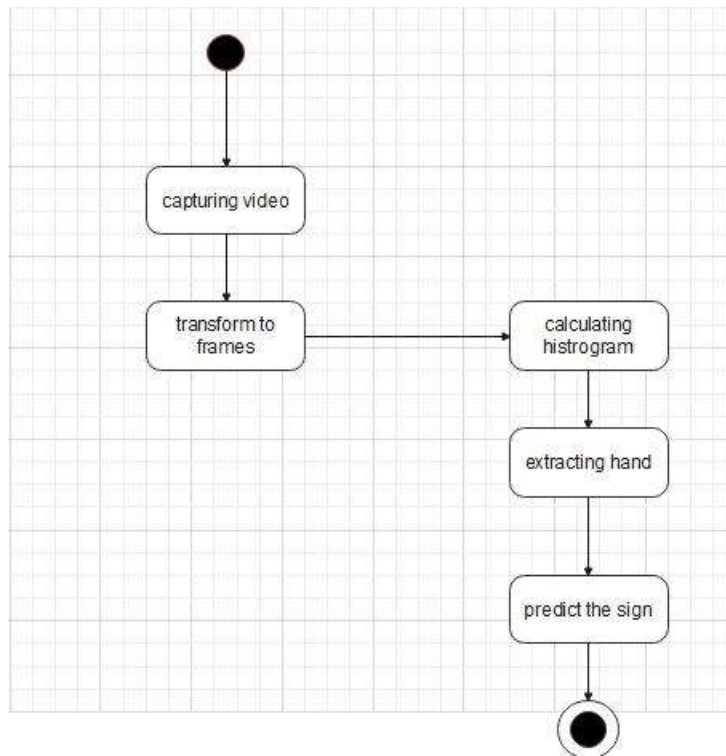 capturing video
transform to
frames
calculating
histrogram
extracting hand
predict the sign